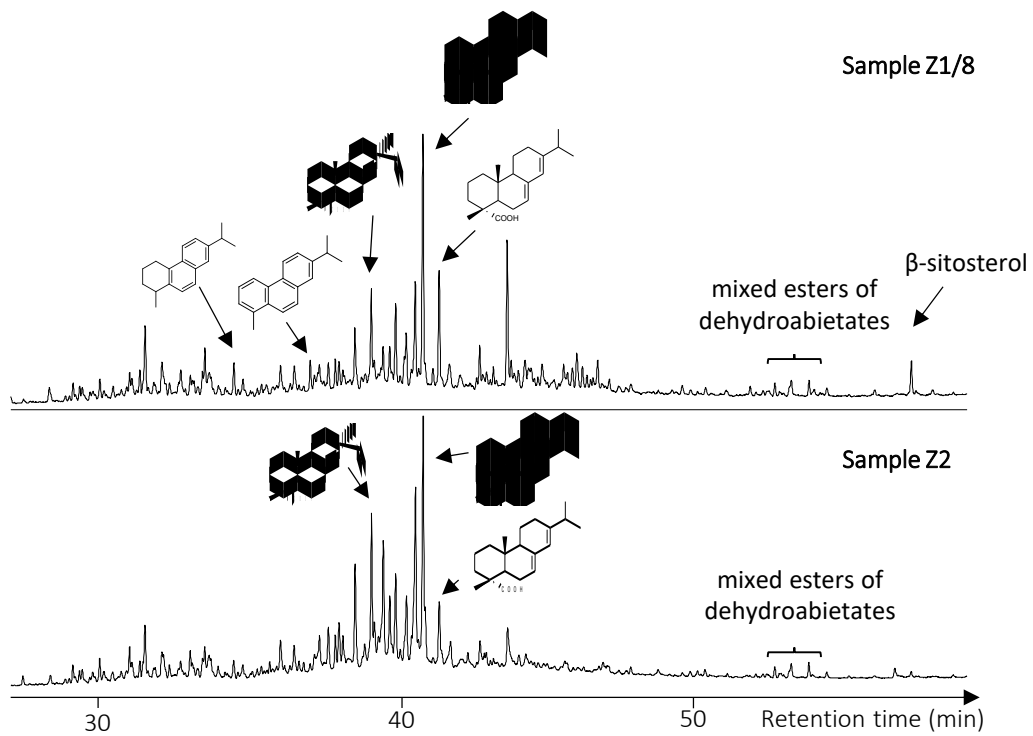 Sample Z1/8
COOH
β-sitosterol
mixed esters of
dehydroabietates
Sample Z2
COOH
mixed esters of
dehydroabietates
30
40
50
Retention time (min)